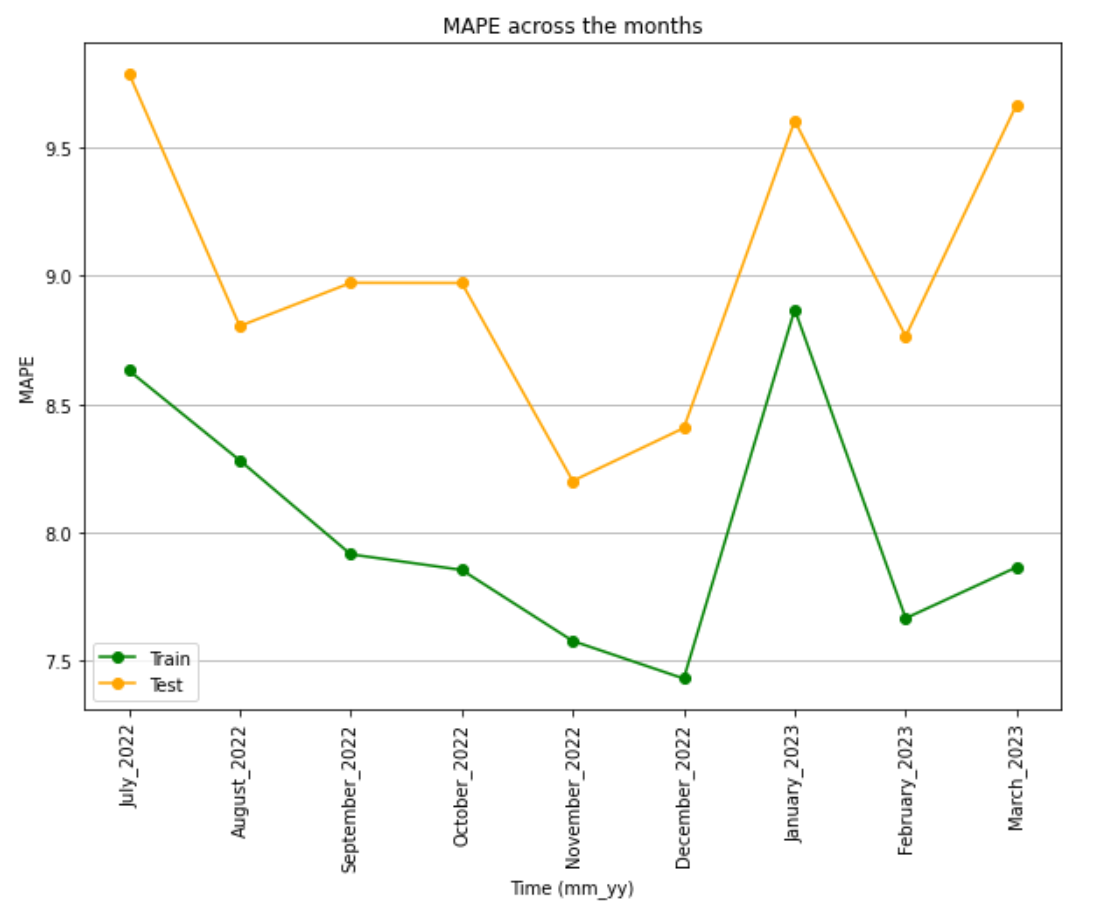 MAPE across the months
MAPE
9.5
9.0
8.5
8.0
7.5
Train
Test
July_2022
August_2022
September_2022
October_2022
November_2022
December_2022
January_2023
February_2023
March_2023
Time (mm_yy)